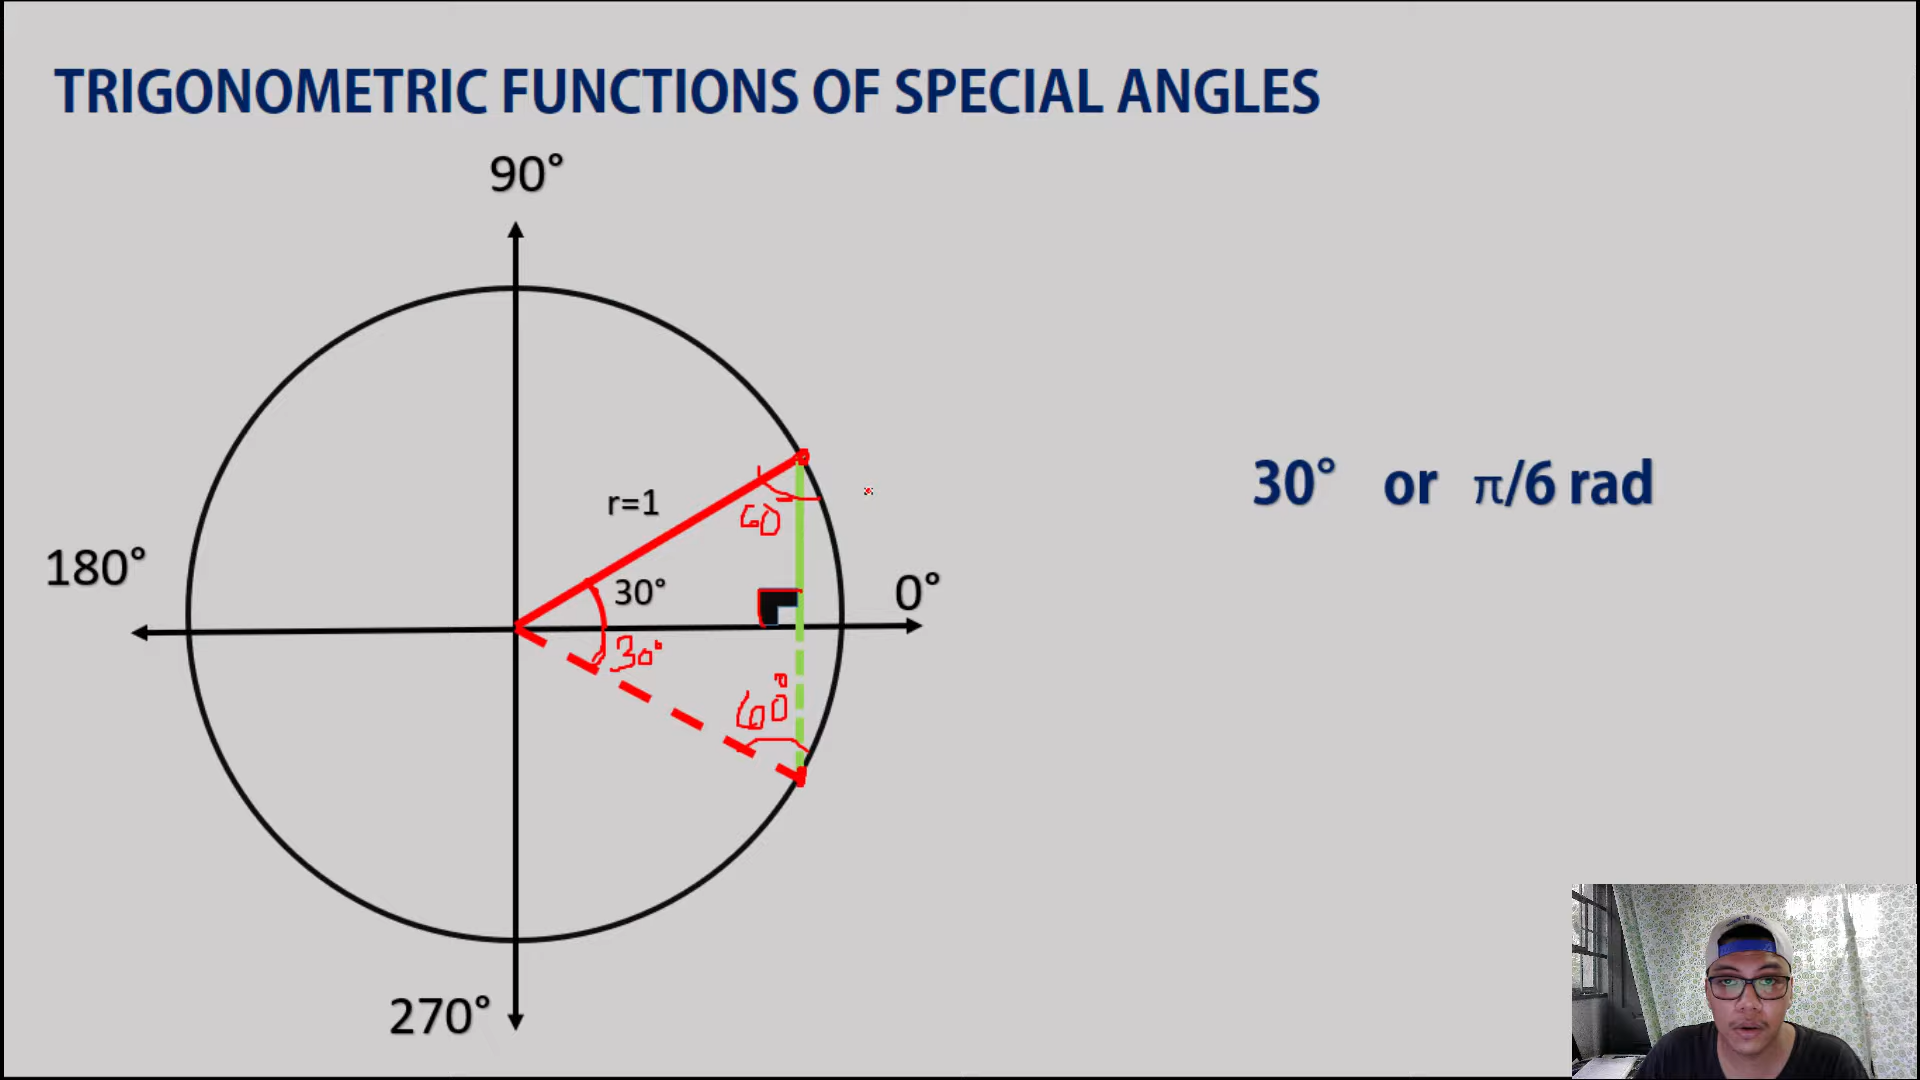 TRIGONOMETRIC FUNCTIONS OF SPECIAL ANGLES
90°
r=1
60
30° or π/6 rad
180°
30°
0°
30°
60°
270°